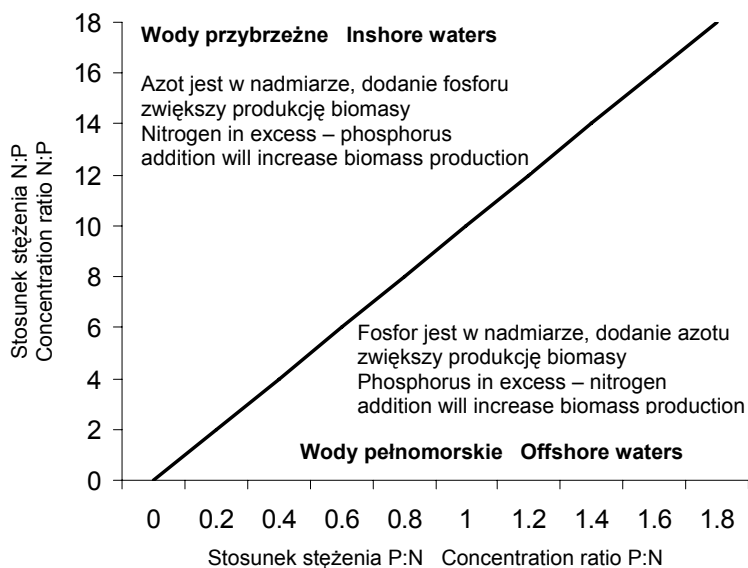 Wody przybrzeżne Inshore waters
Azot jest w nadmiarze, dodanie fosforu
zwiększy produkcję biomasy
Nitrogen in excess – phosphorus
addition will increase biomass production
Fosfor jest w nadmiarze, dodanie azotu
zwiększy produkcję biomasy
Phosphorus in excess – nitrogen
addition will increase biomass production
Wody pełnomorskie Offshore waters
Stosunek stężenia N:P
Concentration ratio N:P
18
16
14
12
10
8
6
4
2
0
0 0.2 0.4 0.6 0.8 1 1.2 1.4 1.6 1.8
Stosunek stężenia P:N Concentration ratio P:N